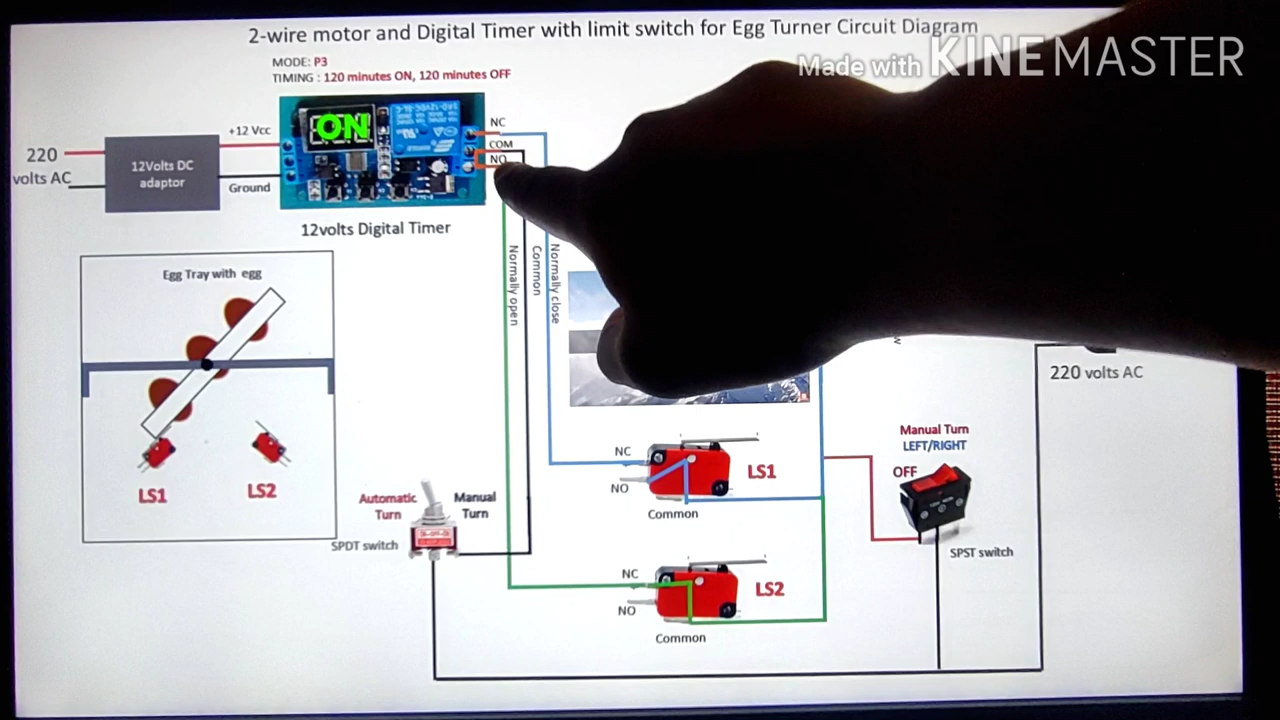 2-wire motor and Digital Timer with limit switch for Egg Turner Circuit Diagram
Made with KINEMASTER
MODE: P3
TIMING : 120 minutes ON, 120 minutes OFF
220
volts AC
12Volts DC
adaptor
+12 Vcc
Ground
ON
NC
COM
NO
12volts Digital Timer
Normally open
Common
Normally close
Egg Tray with egg
LS1
LS2
220 volts AC
Automatic
Turn
Manual
Turn
SPDT switch
NC
NO
LS1
Common
NC
NO
LS2
Common
Manual Turn
LEFT/RIGHT
OFF
SPST switch